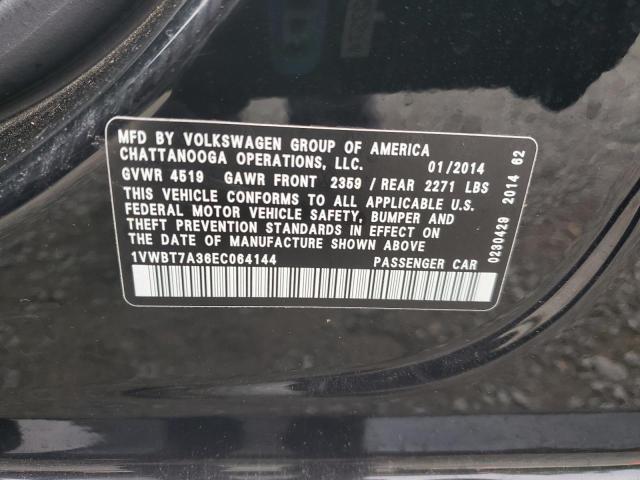 MFD BY VOLKSWAGEN GROUP OF AMERICA
CHATTANOOGA OPERATIONS, LLC. 01/2014
GVWR 4519 GAWR FRONT 2359 / REAR 2271 LBS
THIS VEHICLE CONFORMS TO ALL APPLICABLE U.S.
FEDERAL MOTOR VEHICLE SAFETY, BUMPER AND
THEFT PREVENTION STANDARDS IN EFFECT ON
THE DATE OF MANUFACTURE SHOWN ABOVE.
1VWBT7A36EC064144 PASSENGER CAR
0230429 2014 62